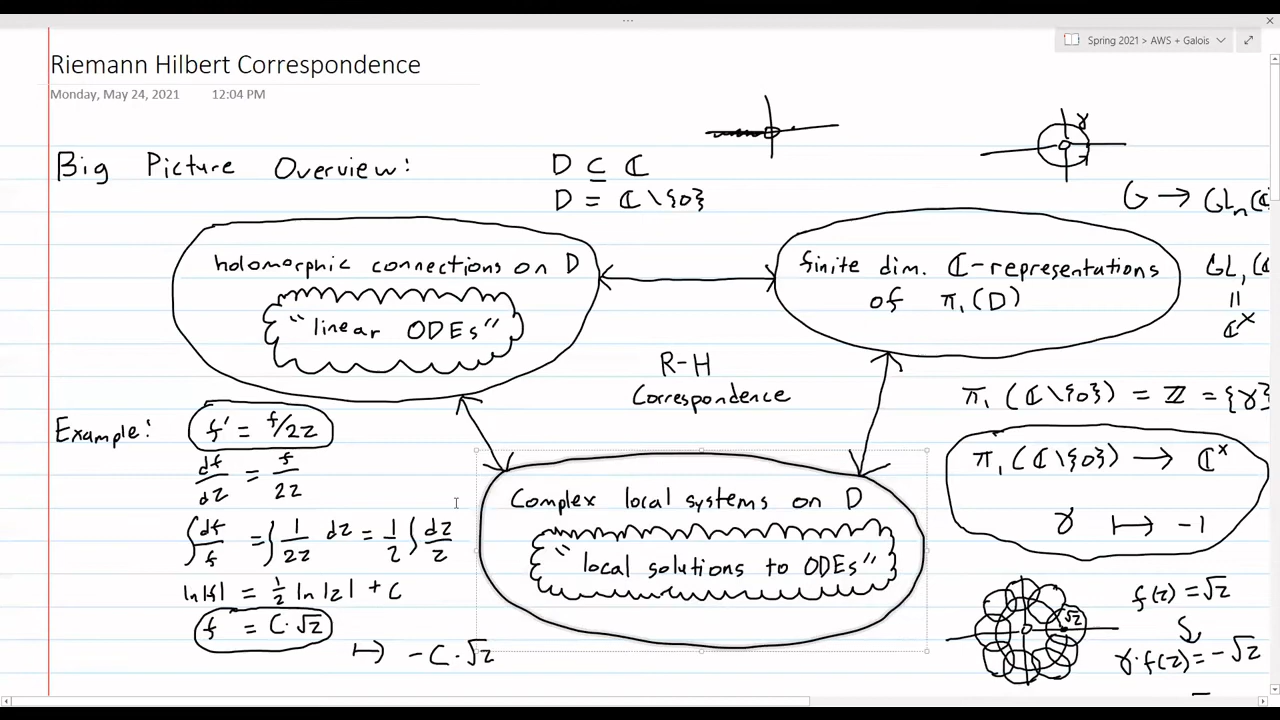 Spring 2021 > AWS + Galois
Riemann Hilbert Correspondence
Monday, May 24, 2021 12:04 PM
Big Picture Overview:
D ⊆ ℂ
D = ℂ\{0}
γ
G → GLₙ(ℂ
holomorphic connections on D
"linear ODEs"
finite dim. ℂ-representations
of π₁(D)
GL₁(ℂ
=
ℂˣ
R-H
Correspondence
π₁(ℂ\{0}) = ℤ = {γ}
π₁(ℂ\{0}) → ℂˣ
γ ↦ -1
Example:
f' = f/2z
df/dz = f/2z
∫df/f = ∫1/2z dz = 1/2 ∫dz/z
ln|f| = 1/2 ln|z| + C
f = C·√z
↦ -C·√z
Complex local systems on D
"local solutions to ODEs"
√z
f(z) = √z
γ·f(z) = -√z